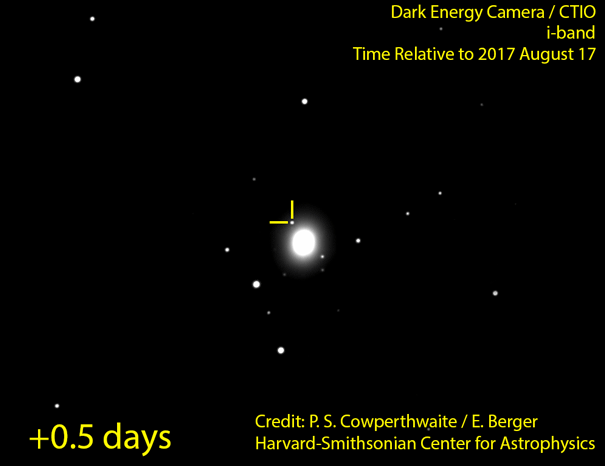 Dark Energy Camera / CTIO
i-band
Time Relative to 2017 August 17
+0.5 days
Credit: P. S. Cowperthwaite / E. Berger
Harvard-Smithsonian Center for Astrophysics